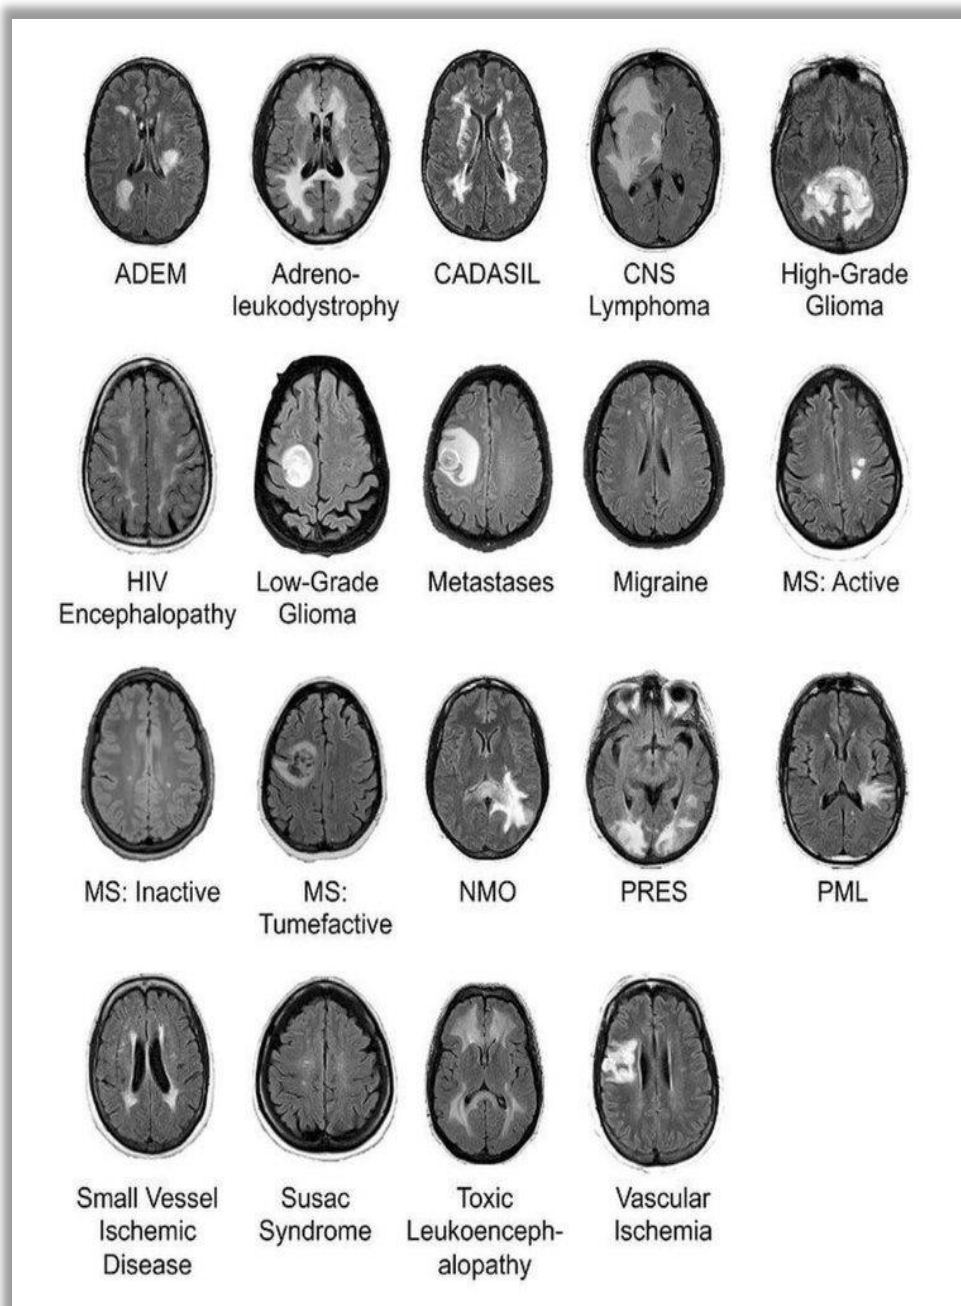 ADEM
Adreno-
leukodystrophy
CADASIL
CNS
Lymphoma
High-Grade
Glioma
HIV
Encephalopathy
Low-Grade
Glioma
Metastases
Migraine
MS: Active
MS: Inactive
MS:
Tumefactive
NMO
PRES
PML
Small Vessel
Ischemic
Disease
Susac
Syndrome
Toxic
Leukoenceph-
alopathy
Vascular
Ischemia